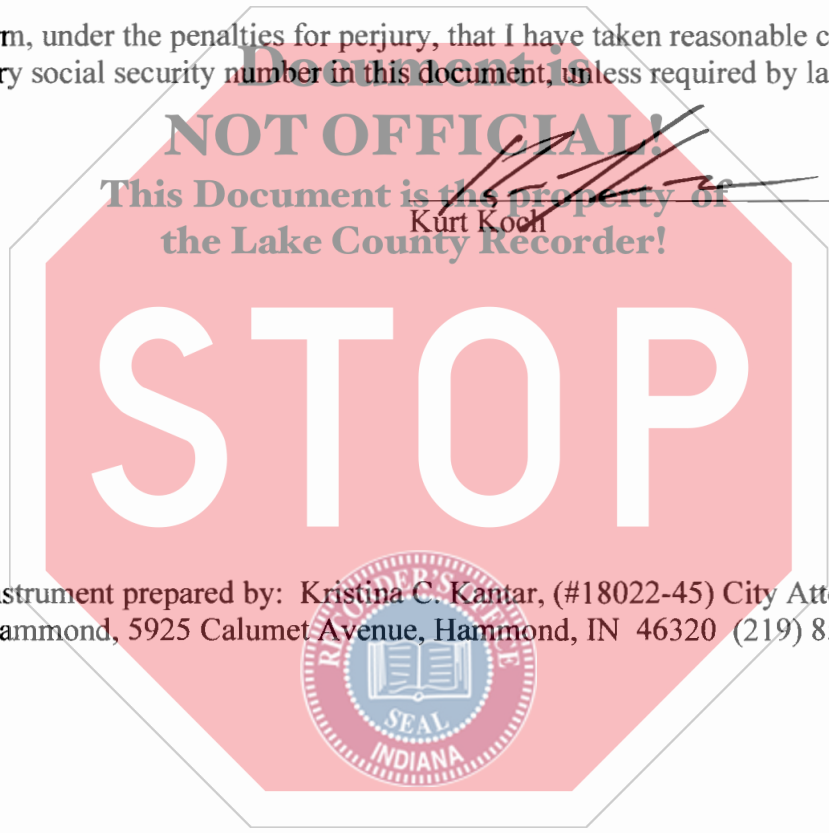 m, under the penalties for perjury, that I have taken reasonable c
ry social security number in this document, unless required by la
Document is
NOT OFFICIAL!
This Document is the property of
the Lake County Recorder!
Kurt Koch
STOP
strument prepared by: Kristina C. Kantar, (#18022-45) City Att
ammond, 5925 Calumet Avenue, Hammond, IN 46320 (219) 8
RECORDER'S OFFICE
SEAL
INDIANA